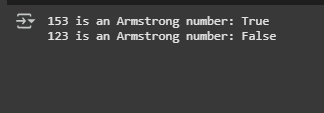 153 is an Armstrong number: True
123 is an Armstrong number: False